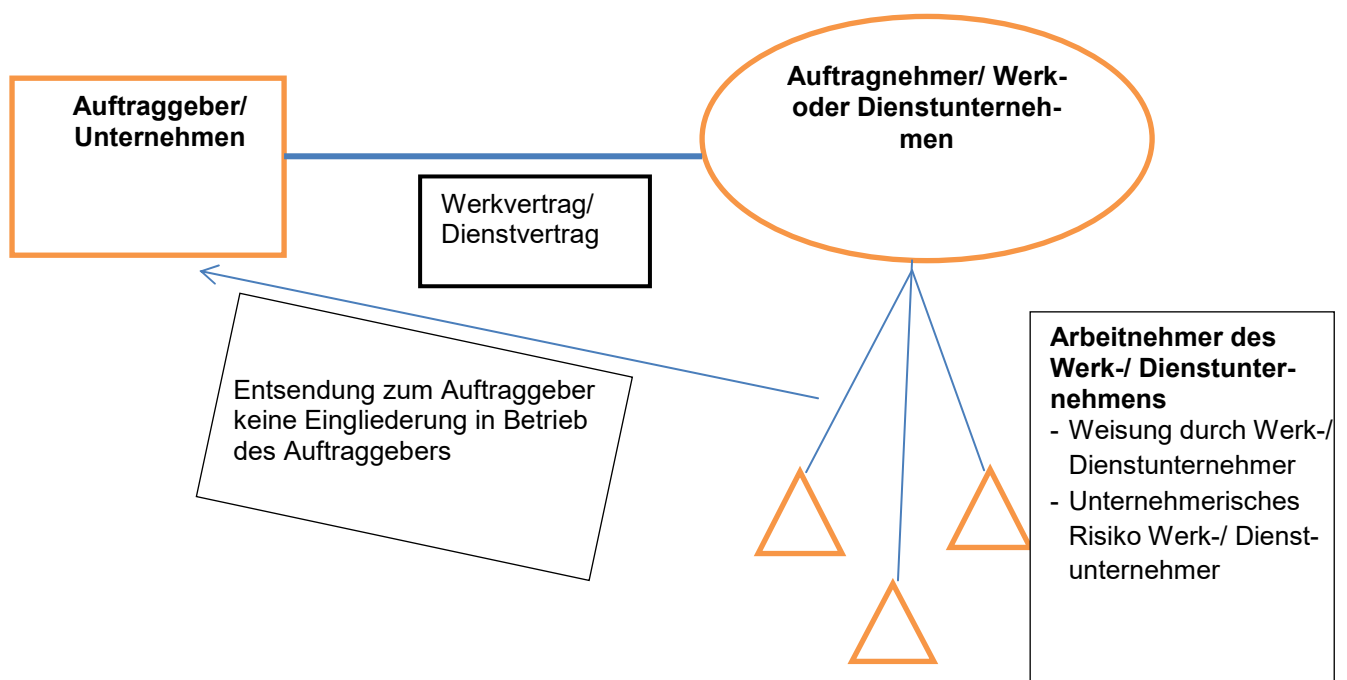 Auftraggeber/
Unternehmen
Auftragnehmer/ Werk-
oder Dienstunterneh-
men
Werkvertrag/
Dienstvertrag
Entsendung zum Auftraggeber
keine Eingliederung in Betrieb
des Auftraggebers
Arbeitnehmer des
Werk-/ Dienstunter-
nehmens
- Weisung durch Werk-/
Dienstunternehmer
- Unternehmerisches
Risiko Werk-/ Dienst-
unternehmer